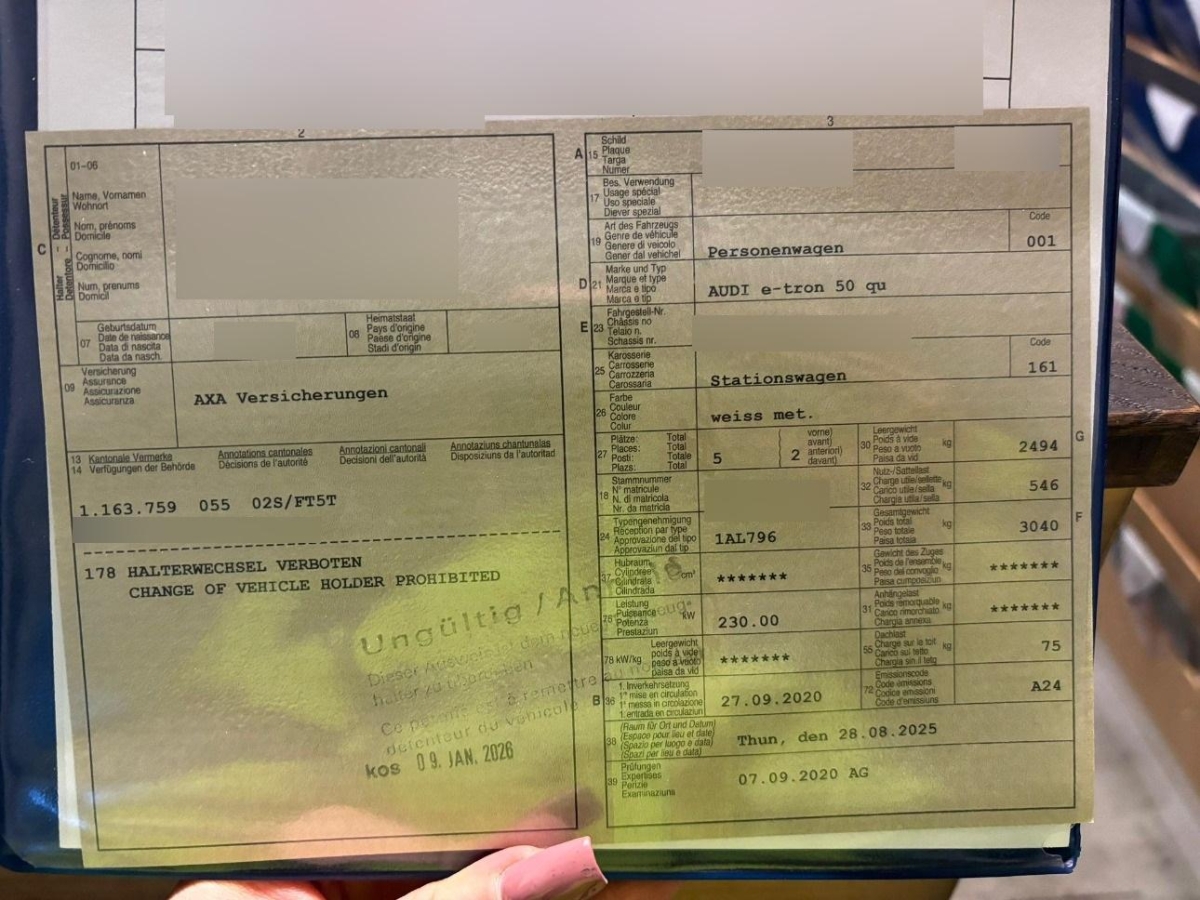 2
01-06
C
Halter – Détenteur
Detentore – Possessur
Name, Vornamen
Wohnort
Nom, prénoms
Domicile
Cognome, nomi
Domicilio
Num, prenums
Domicil
07
Geburtsdatum
Date de naissance
Data di nascita
Data da nasch.
08
Heimatstaat
Pays d'origine
Paese d'origine
Stadi d'origin
09
Versicherung
Assurance
Assicurazione
Assicuranza
AXA Versicherungen
13 Kantonale Vermerke Annotations cantonales Annotazioni cantonali Annotaziuns chantunalas
14 Verfügungen der Behörde Décisions de l'autorité Decisioni dell'autorità Disposiziuns da l'autoritad
1.163.759 055 02S/FT5T
178 HALTERWECHSEL VERBOTEN
CHANGE OF VEHICLE HOLDER PROHIBITED
Ungültig /
Dieser Ausweis dem neuen
halter zu
Ce permis à remettre au
détenteur du véhicule
kos 09. JAN. 2026
3
A 15
Schild
Plaque
Targa
Numer
17
Bes. Verwendung
Usage spécial
Uso speciale
Diever spezial
19
Art des Fahrzeugs
Genre de véhicule
Genere di veicolo
Gener dal vehichel
Personenwagen
Code
001
D 21
Marke und Typ
Marque et type
Marca e tipo
Marca e tip
AUDI e-tron 50 qu
E 23
Fahrgestell-Nr.
Châssis no
Telaio n.
Schassis nr.
25
Karosserie
Carrosserie
Carrozzeria
Carossaria
Stationswagen
Code
161
26
Farbe
Couleur
Colore
Colur
weiss met.
27
Plätze: Total
Places: Total
Posti: Totale
Plazs: Total
5
2
vorne)
avant)
anteriori)
davant)
30
Leergewicht
Poids à vide
Peso a vuoto
Paisa da vid
kg
2494
G
18
Stammnummer
N° matricule
N. di matricola
Nr. da matricla
32
Nutz-/Sattellast
Charge utile/sellette
Carico utile/sella
Chargia utila/sella
kg
546
24
Typengenehmigung
Réception par type
Approvazione del tipo
Approvaziun dal tip
1AL796
33
Gesamtgewicht
Poids total
Peso totale
Paisa totala
kg
3040
F
37
Hubraum
Cylindrée
Cilindrata
Cilindrada
cm³
*******
35
Gewicht des Zuges
Poids de l'ensemble
Peso del convoglio
Paisa cumposiziun
kg
*******
76
Leistung
Puissance
Potenza
Prestaziun
kW
230.00
31
Anhängelast
Poids remorquable
Carico rimorchiato
Chargia annexa
kg
*******
78 kW/kg
Leergewicht
poids à vide
peso a vuoto
paisa da vid
*******
55
Dachlast
Charge sur le toit
Carico sul tetto
Chargia sin il tetg
kg
75
B 36
1. Inverkehrsetzung
1re mise en circulation
1a messa in circolazione
1. entrada en circulaziun
27.09.2020
72
Emissionscode
Code émissions
Codice emissioni
Code d'emissiuns
A24
38
(Raum für Ort und Datum)
(Espace pour lieu et date)
(Spazio per luogo e data)
(Spazi per lieu e data)
Thun, den 28.08.2025
39
Prüfungen
Expertises
Perizie
Examinaziuns
07.09.2020 AG